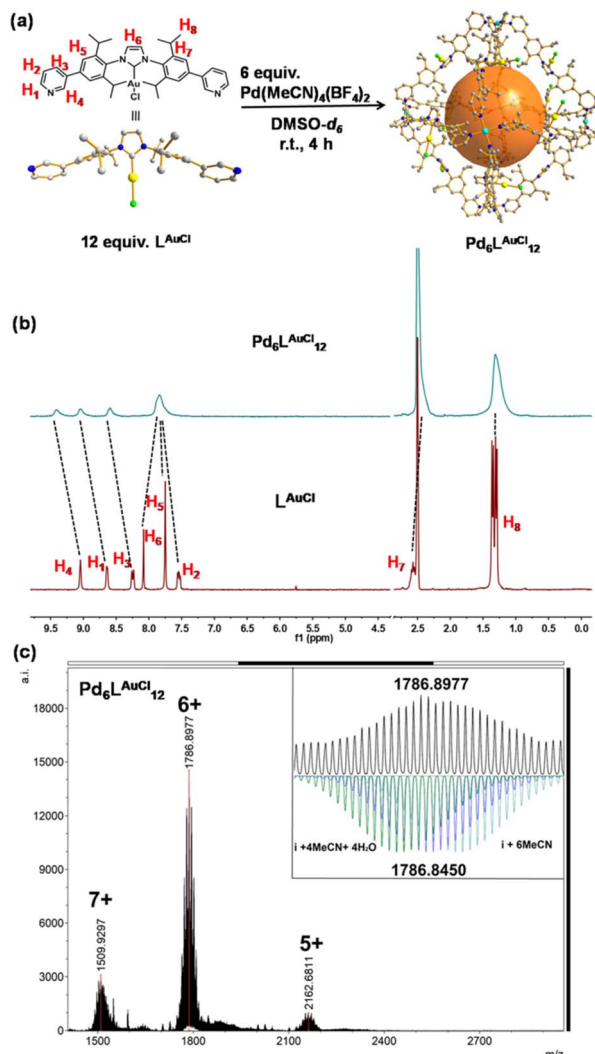 (a)
H₈
H₆
H₅
H₇
H₂
H₃
H₁
H₄
N
N
N
N
Au
Cl
6 equiv.
Pd(MeCN)₄(BF₄)₂
DMSO-d₆
r.t., 4 h
12 equiv. Lᴬᵘᶜˡ
Pd₆Lᴬᵘᶜˡ₁₂
(b)
Pd₆Lᴬᵘᶜˡ₁₂
Lᴬᵘᶜˡ
H₅
H₄
H₁
H₃
H₆
H₂
H₇
H₈
9.5 9.0 8.5 8.0 7.5 7.0 6.5 6.0 5.5 5.0 4.5 2.5 2.0 1.5 1.0 0.5 0.0
f1 (ppm)
(c)
a.i.
Pd₆Lᴬᵘᶜˡ₁₂
6+
1786.8977
18000
15000
12000
9000
6000
3000
0
1786.8977
i +4MeCN+ 4H₂O
i + 6MeCN
1786.8450
7+
1509.9297
5+
2162.6811
1500 1800 2100 2400 2700
m/z